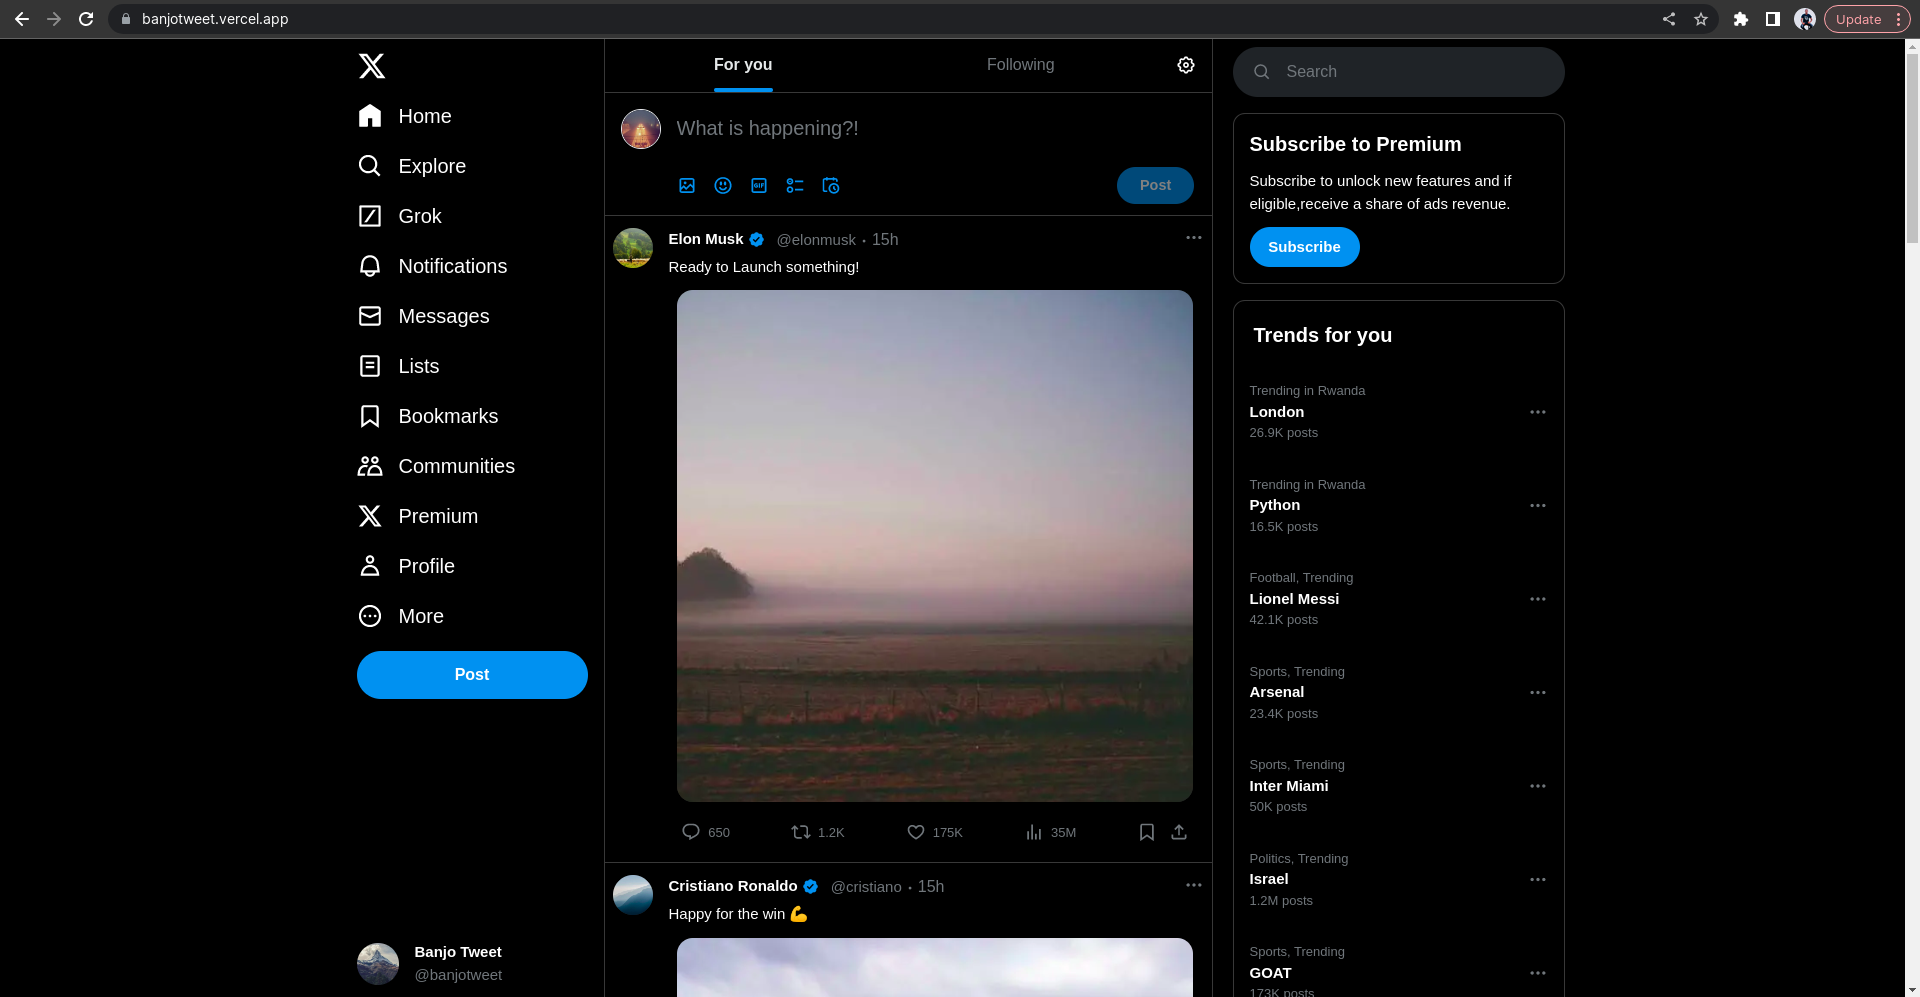 banjotweet.vercel.app
Update
Home
Explore
Grok
Notifications
Messages
Lists
Bookmarks
Communities
Premium
Profile
More
Post
Banjo Tweet
@banjotweet
For you
Following
What is happening?!
GIF
Post
Elon Musk @elonmusk · 15h
Ready to Launch something!
650 1.2K 175K 35M
Cristiano Ronaldo @cristiano · 15h
Happy for the win 💪
Search
Subscribe to Premium
Subscribe to unlock new features and if
eligible,receive a share of ads revenue.
Subscribe
Trends for you
Trending in Rwanda
London
26.9K posts
Trending in Rwanda
Python
16.5K posts
Football, Trending
Lionel Messi
42.1K posts
Sports, Trending
Arsenal
23.4K posts
Sports, Trending
Inter Miami
50K posts
Politics, Trending
Israel
1.2M posts
Sports, Trending
GOAT
173K posts